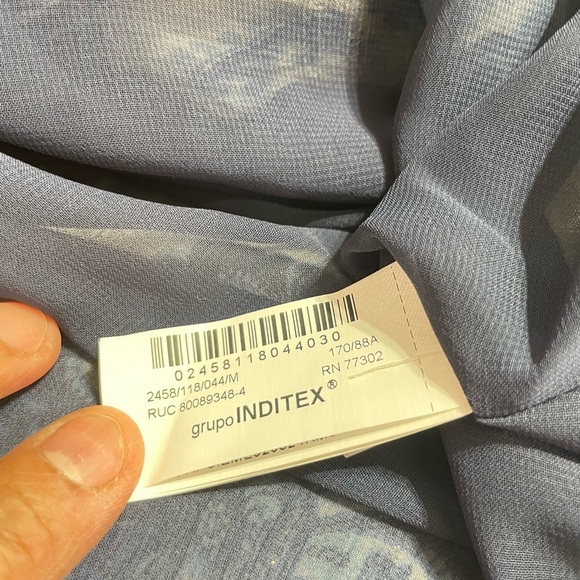 02458118044030
2458/118/044/M 170/88A
RUC 80089348-4 RN 77302
grupo INDITEX®